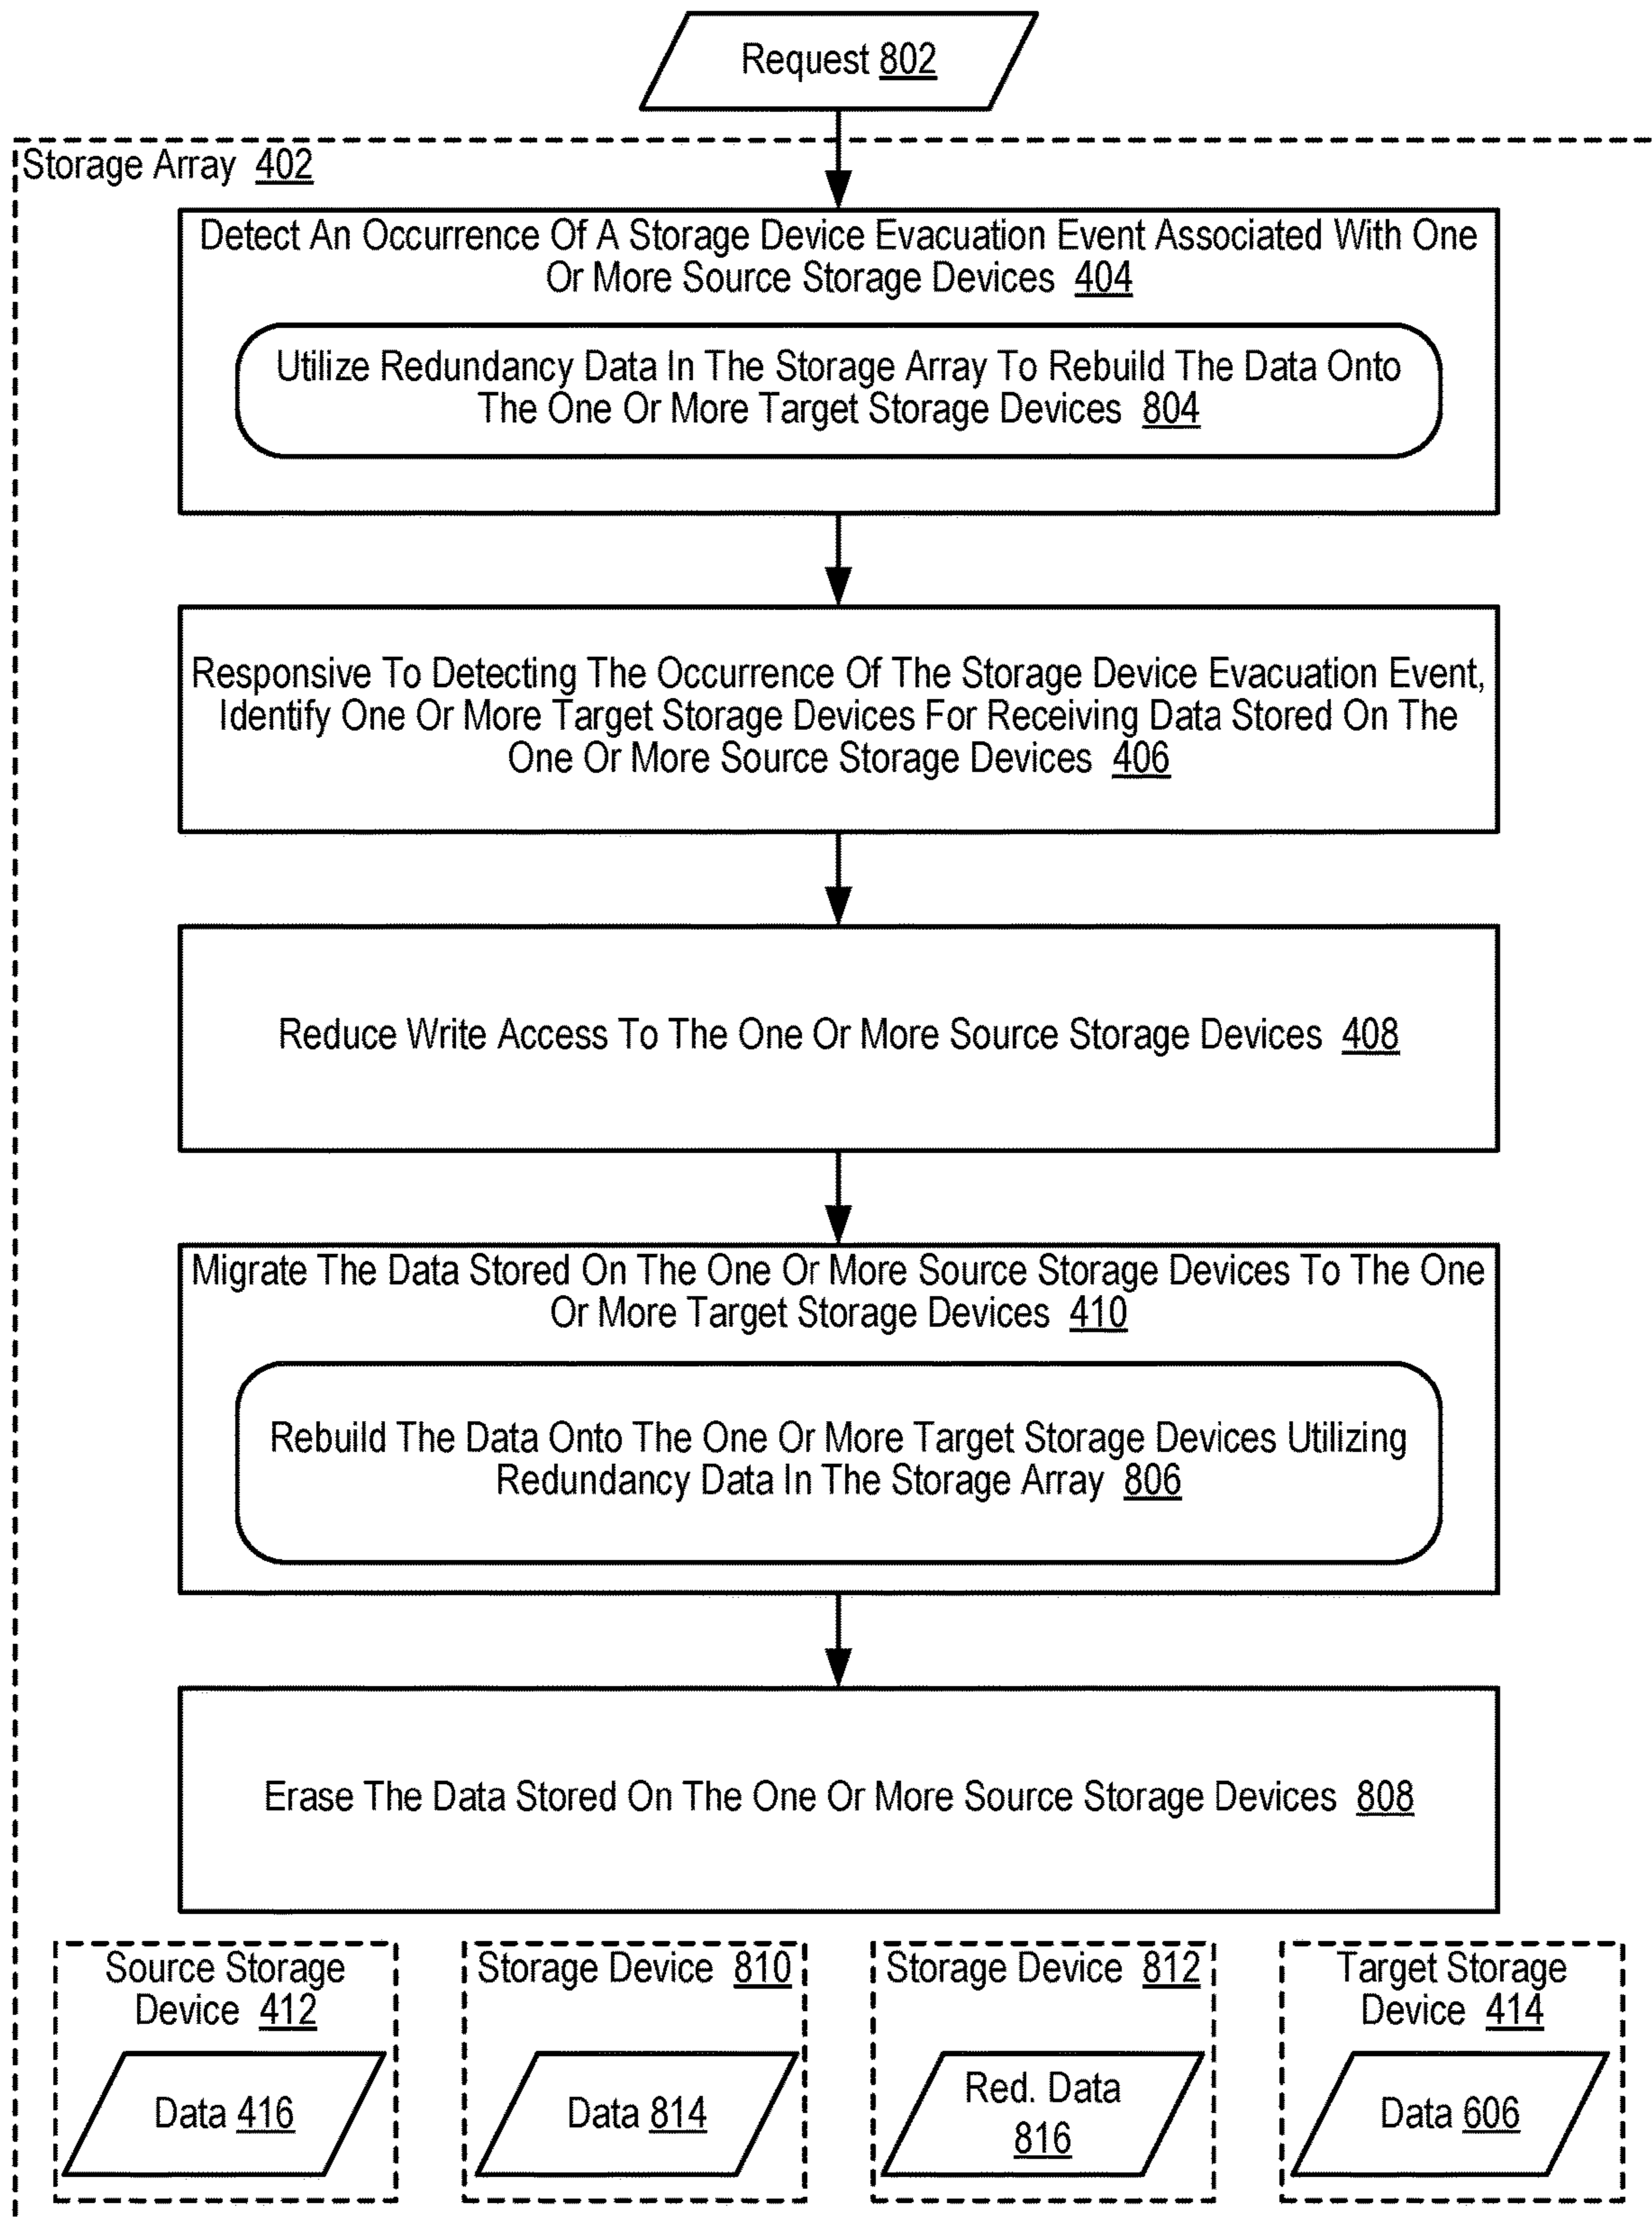 Request 802
Storage Array 402
Detect An Occurrence Of A Storage Device Evacuation Event Associated With One
Or More Source Storage Devices 404
Utilize Redundancy Data In The Storage Array To Rebuild The Data Onto
The One Or More Target Storage Devices 804
Responsive To Detecting The Occurrence Of The Storage Device Evacuation Event,
Identify One Or More Target Storage Devices For Receiving Data Stored On The
One Or More Source Storage Devices 406
Reduce Write Access To The One Or More Source Storage Devices 408
Migrate The Data Stored On The One Or More Source Storage Devices To The One
Or More Target Storage Devices 410
Rebuild The Data Onto The One Or More Target Storage Devices Utilizing
Redundancy Data In The Storage Array 806
Erase The Data Stored On The One Or More Source Storage Devices 808
Source Storage
Device 412
Data 416
Storage Device 810
Data 814
Storage Device 812
Red. Data
816
Target Storage
Device 414
Data 606